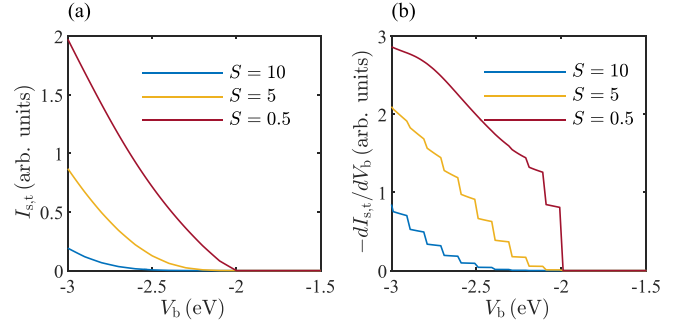 (a)
2
1.5
1
0.5
0
I_{s,t} (arb. units)
S = 10
S = 5
S = 0.5
-3
-2.5
-2
-1.5
V_b (eV)
(b)
3
2
1
0
−dI_{s,t}/dV_b (arb. units)
S = 10
S = 5
S = 0.5
-3
-2.5
-2
-1.5
V_b (eV)